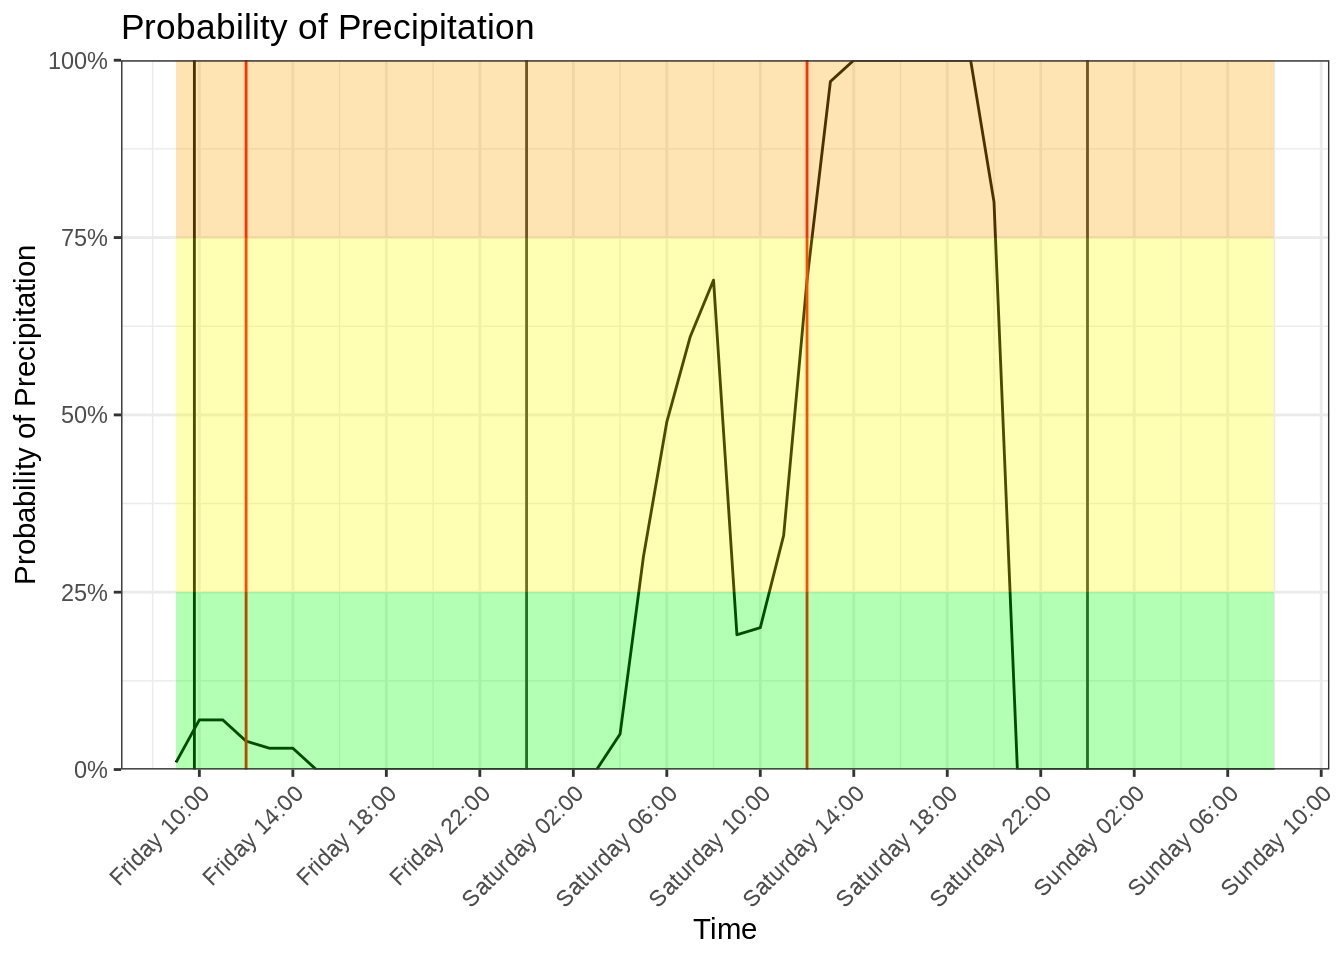 Probability of Precipitation
Probability of Precipitation
100%
75%
50%
25%
0%
Friday 10:00
Friday 14:00
Friday 18:00
Friday 22:00
Saturday 02:00
Saturday 06:00
Saturday 10:00
Saturday 14:00
Saturday 18:00
Saturday 22:00
Sunday 02:00
Sunday 06:00
Sunday 10:00
Time